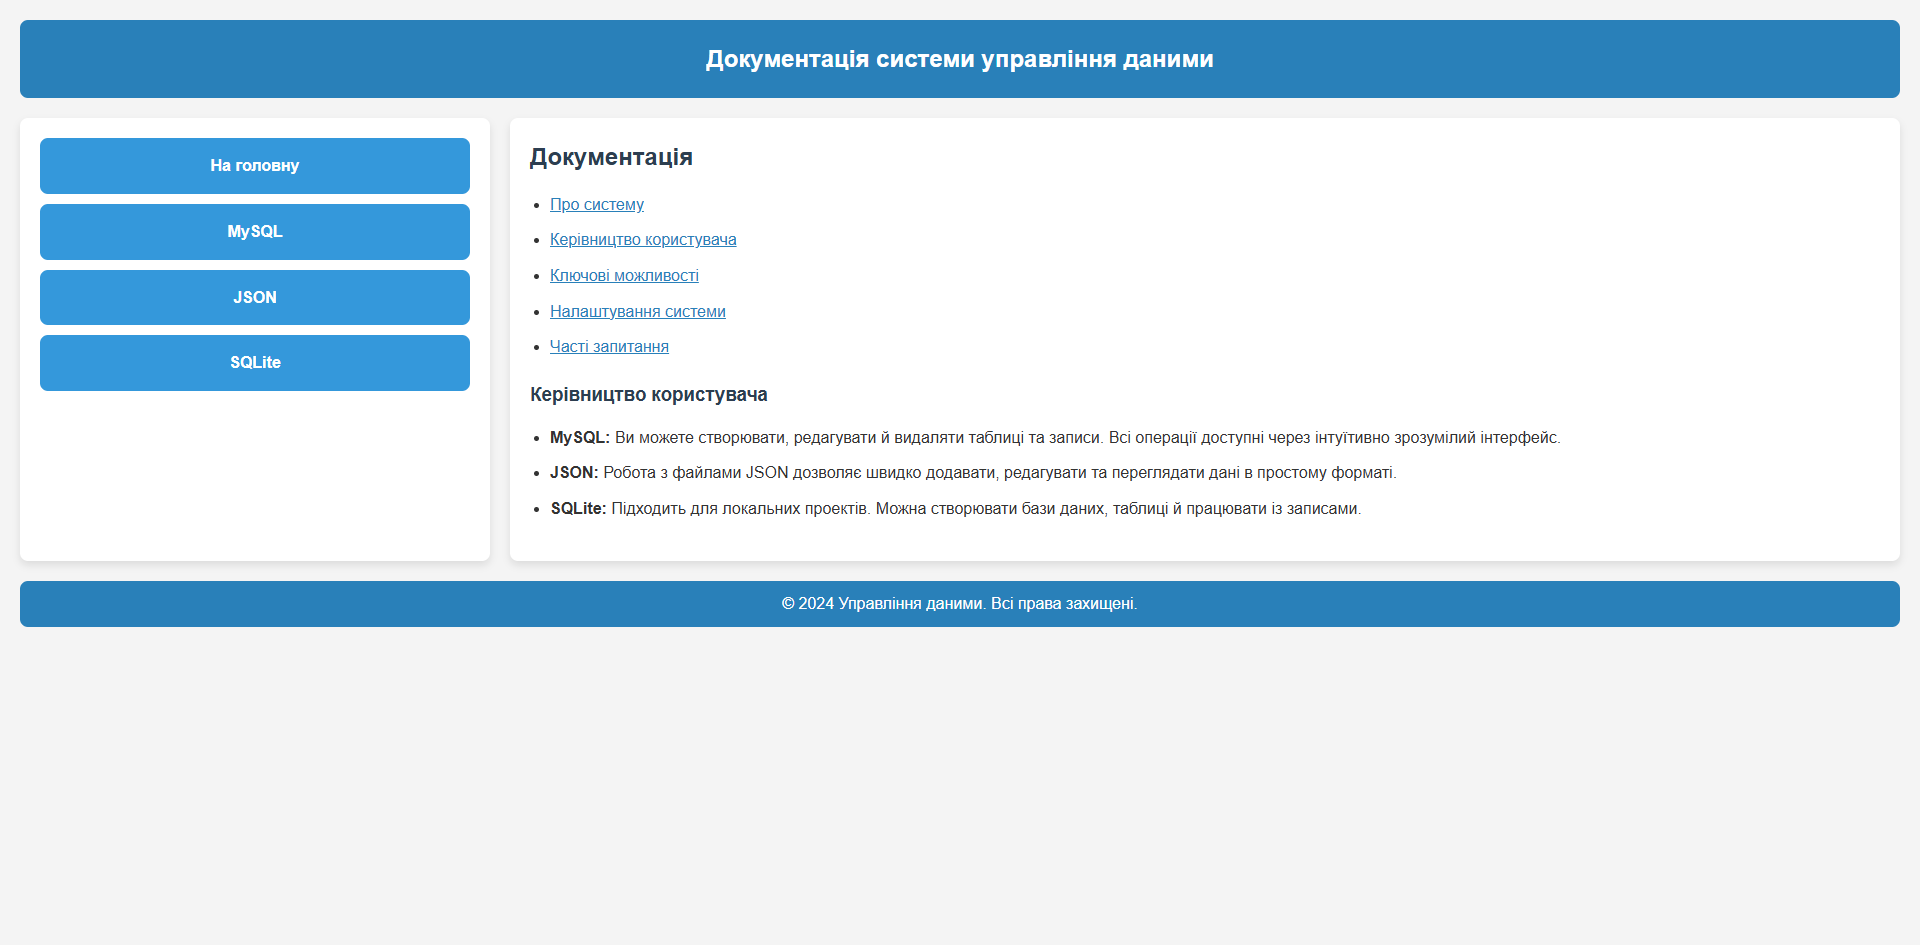 Документація системи управління даними
На головну
MySQL
JSON
SQLite
Документація
Про систему
Керівництво користувача
Ключові можливості
Налаштування системи
Часті запитання
Керівництво користувача
MySQL: Ви можете створювати, редагувати й видаляти таблиці та записи. Всі операції доступні через інтуїтивно зрозумілий інтерфейс.
JSON: Робота з файлами JSON дозволяє швидко додавати, редагувати та переглядати дані в простому форматі.
SQLite: Підходить для локальних проектів. Можна створювати бази даних, таблиці й працювати із записами.
© 2024 Управління даними. Всі права захищені.